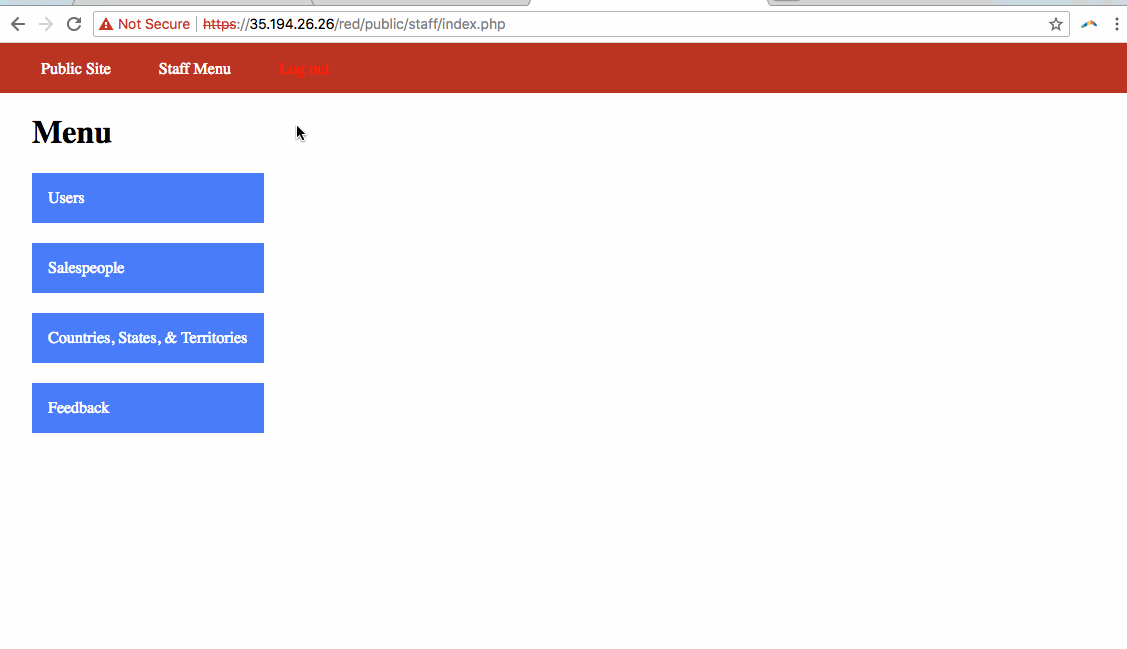 Not Secure | https://35.194.26.26/red/public/staff/index.php
Public Site Staff Menu Log out
Menu
Users
Salespeople
Countries, States, & Territories
Feedback